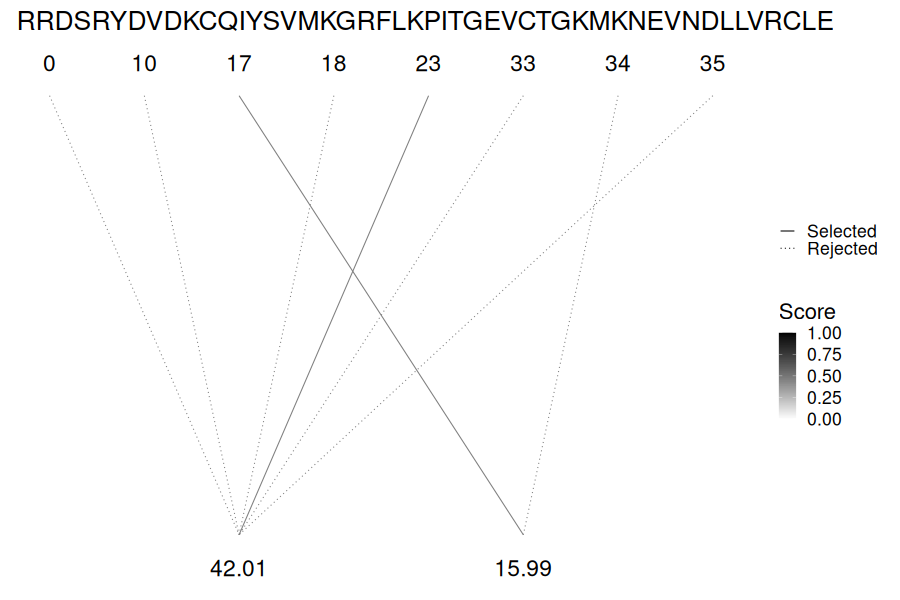 RRDSRYDVDKCQIYSVMKGRFLKPITGEVCTGKMKNEVNDLLVRCLE
0 10 17 18 23 33 34 35
Selected
Rejected
Score
1.00
0.75
0.50
0.25
0.00
42.01 15.99